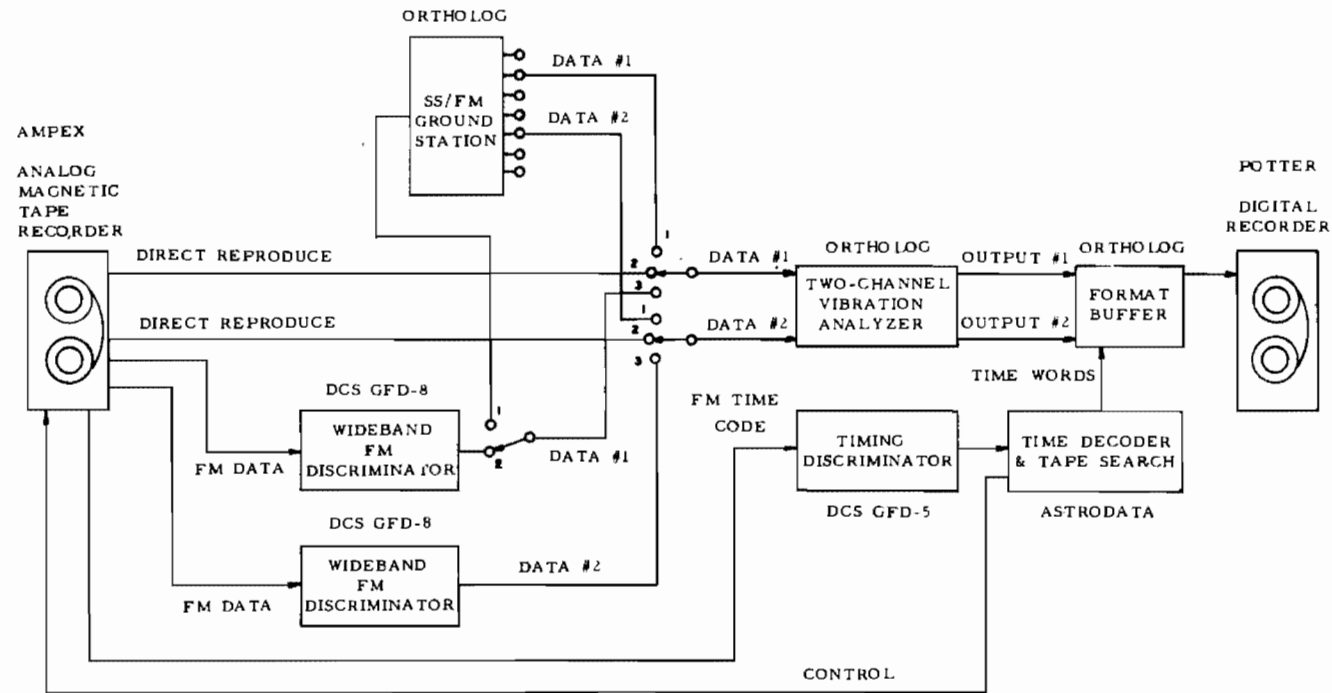 ORTHOLOG
SS/FM
GROUND
STATION
DATA #1
DATA #2
AMPEX
ANALOG
MAGNETIC
TAPE
RECORDER
DIRECT REPRODUCE
DIRECT REPRODUCE
1
2
3
1
2
3
DATA #1
DATA #2
ORTHOLOG
TWO-CHANNEL
VIBRATION
ANALYZER
OUTPUT #1
OUTPUT #2
ORTHOLOG
FORMAT
BUFFER
POTTER
DIGITAL
RECORDER
TIME WORDS
DCS GFD-8
WIDEBAND
FM
DISCRIMINATOR
FM DATA
1
2
DATA #1
FM TIME
CODE
TIMING
DISCRIMINATOR
DCS GFD-5
TIME DECODER
& TAPE SEARCH
ASTRODATA
DCS GFD-8
WIDEBAND
FM
DISCRIMINATOR
FM DATA
DATA #2
CONTROL